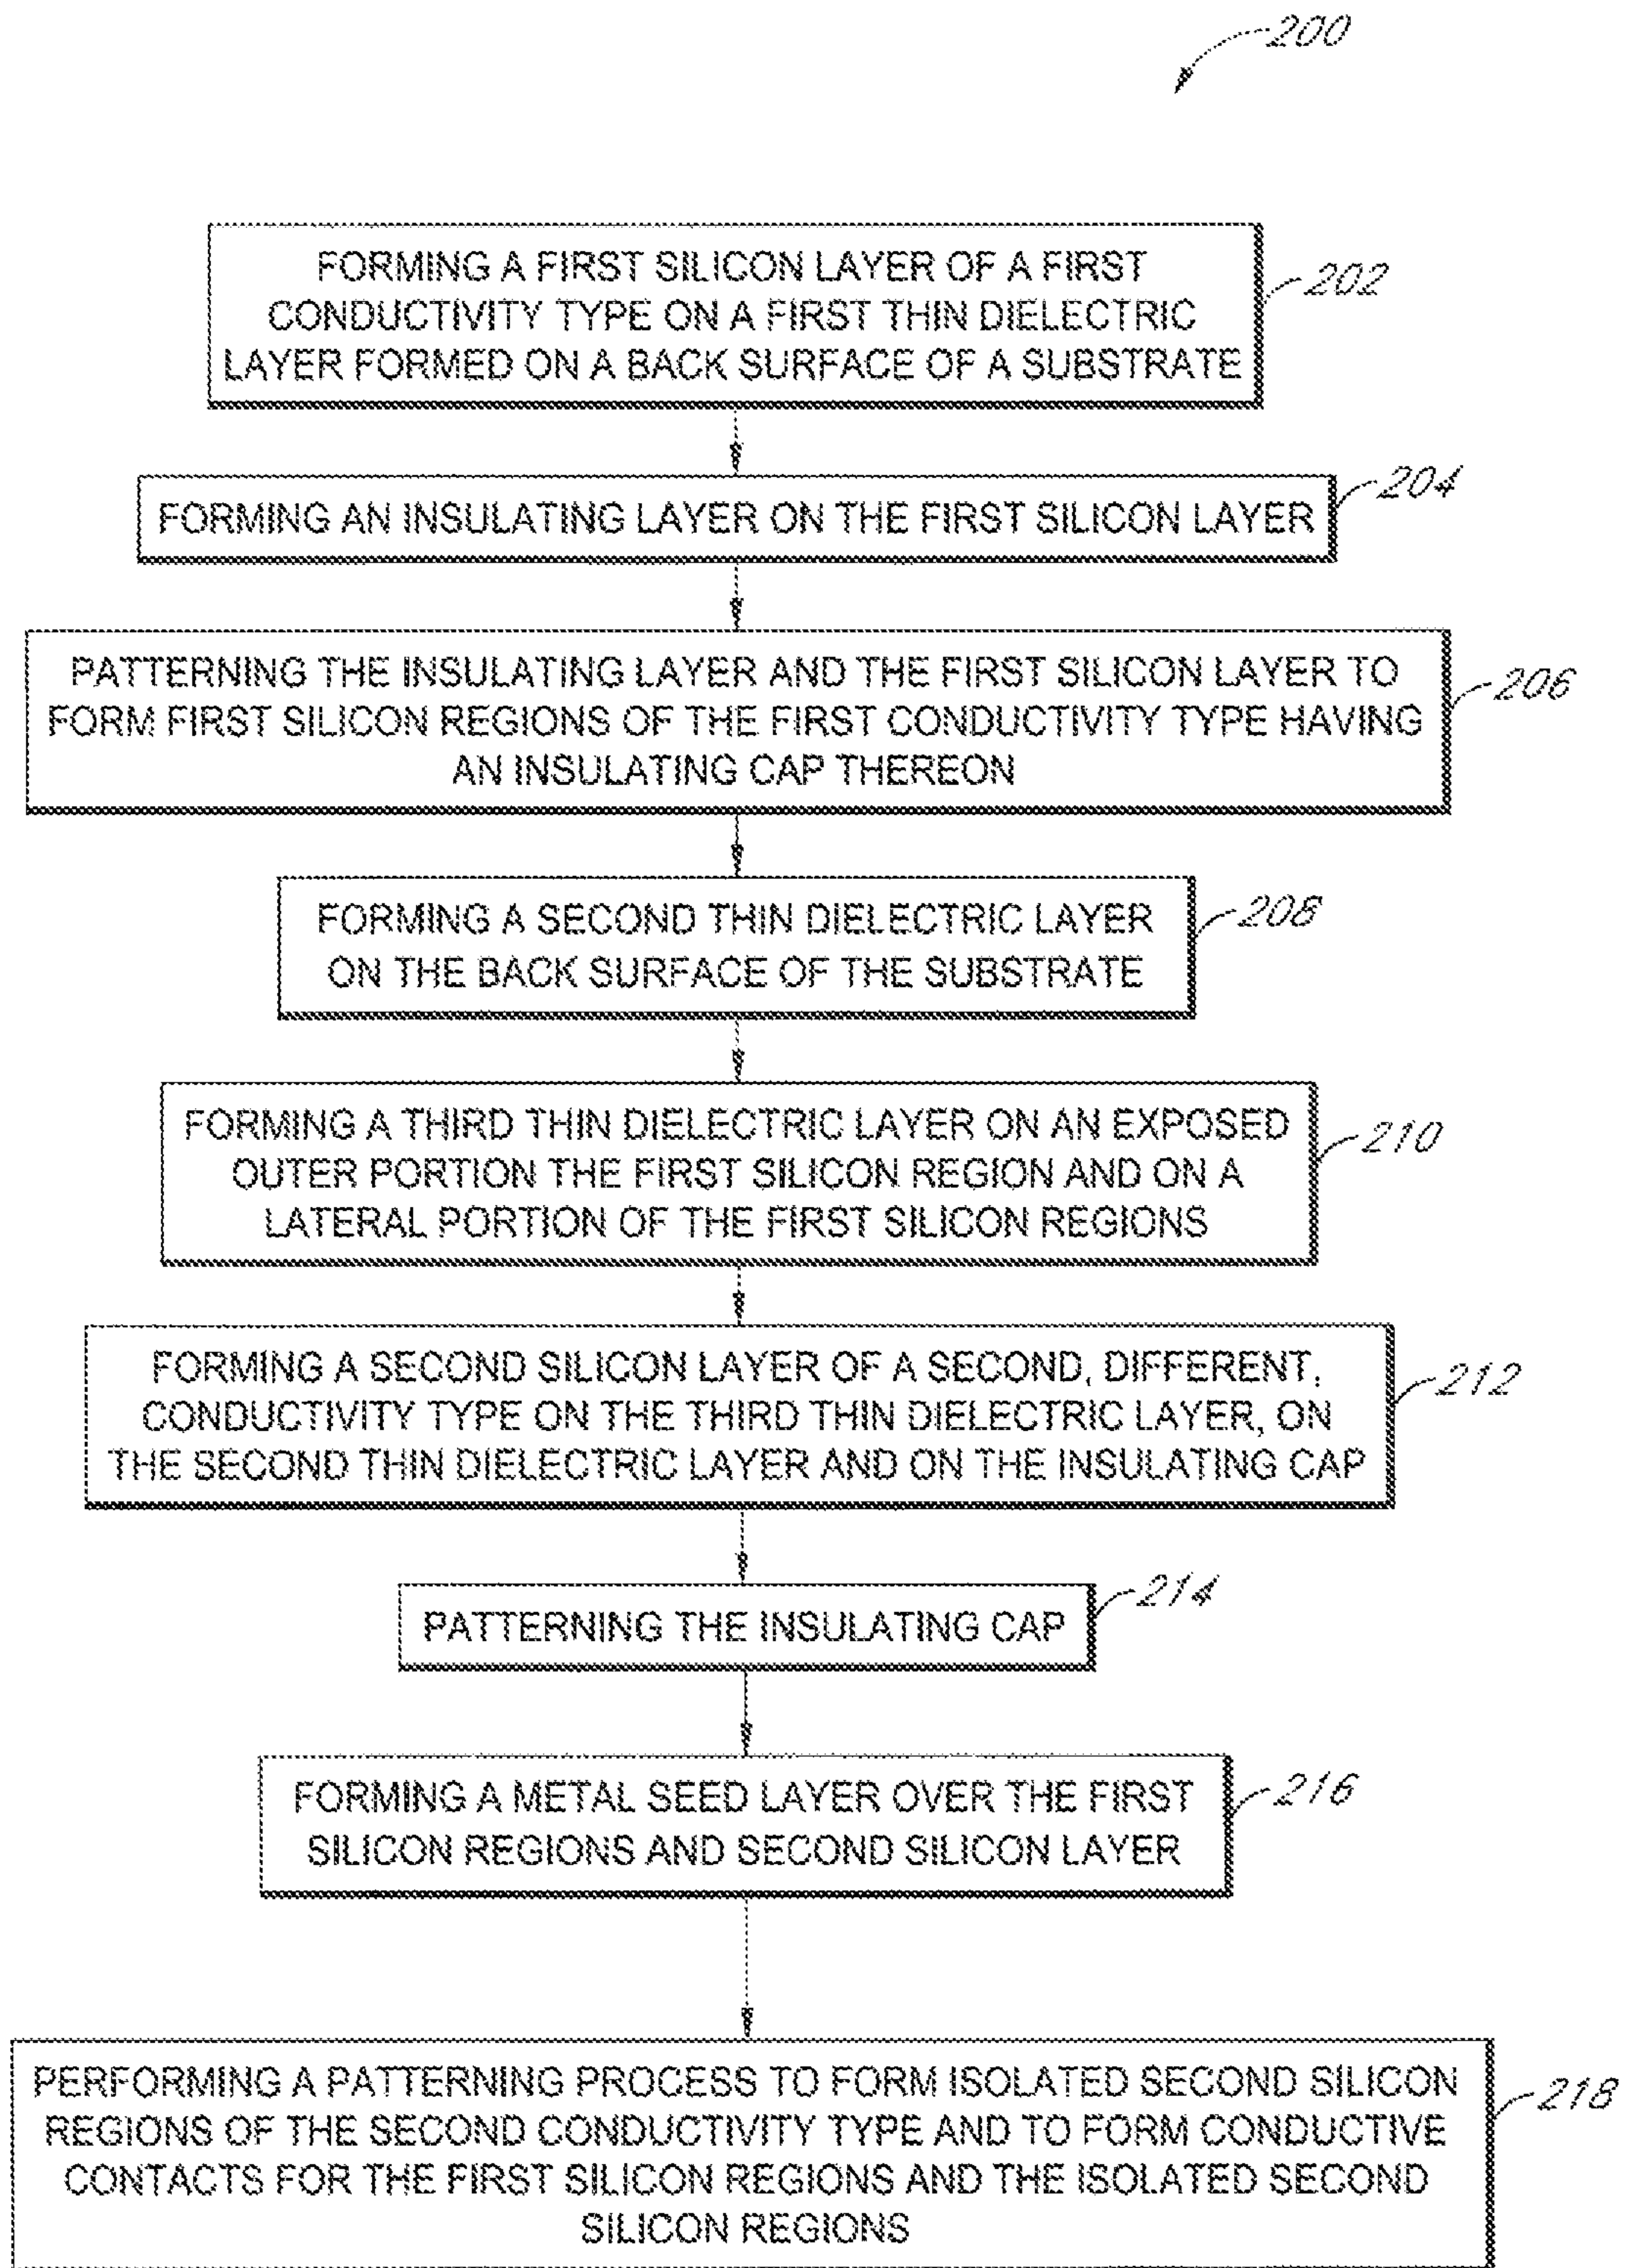 200
FORMING A FIRST SILICON LAYER OF A FIRST
CONDUCTIVITY TYPE ON A FIRST THIN DIELECTRIC
LAYER FORMED ON A BACK SURFACE OF A SUBSTRATE
202
FORMING AN INSULATING LAYER ON THE FIRST SILICON LAYER
204
PATTERNING THE INSULATING LAYER AND THE FIRST SILICON LAYER TO
FORM FIRST SILICON REGIONS OF THE FIRST CONDUCTIVITY TYPE HAVING
AN INSULATING CAP THEREON
206
FORMING A SECOND THIN DIELECTRIC LAYER
ON THE BACK SURFACE OF THE SUBSTRATE
208
FORMING A THIRD THIN DIELECTRIC LAYER ON AN EXPOSED
OUTER PORTION THE FIRST SILICON REGION AND ON A
LATERAL PORTION OF THE FIRST SILICON REGIONS
210
FORMING A SECOND SILICON LAYER OF A SECOND, DIFFERENT,
CONDUCTIVITY TYPE ON THE THIRD THIN DIELECTRIC LAYER, ON
THE SECOND THIN DIELECTRIC LAYER AND ON THE INSULATING CAP
212
PATTERNING THE INSULATING CAP
214
FORMING A METAL SEED LAYER OVER THE FIRST
SILICON REGIONS AND SECOND SILICON LAYER
216
PERFORMING A PATTERNING PROCESS TO FORM ISOLATED SECOND SILICON
REGIONS OF THE SECOND CONDUCTIVITY TYPE AND TO FORM CONDUCTIVE
CONTACTS FOR THE FIRST SILICON REGIONS AND THE ISOLATED SECOND
SILICON REGIONS
218